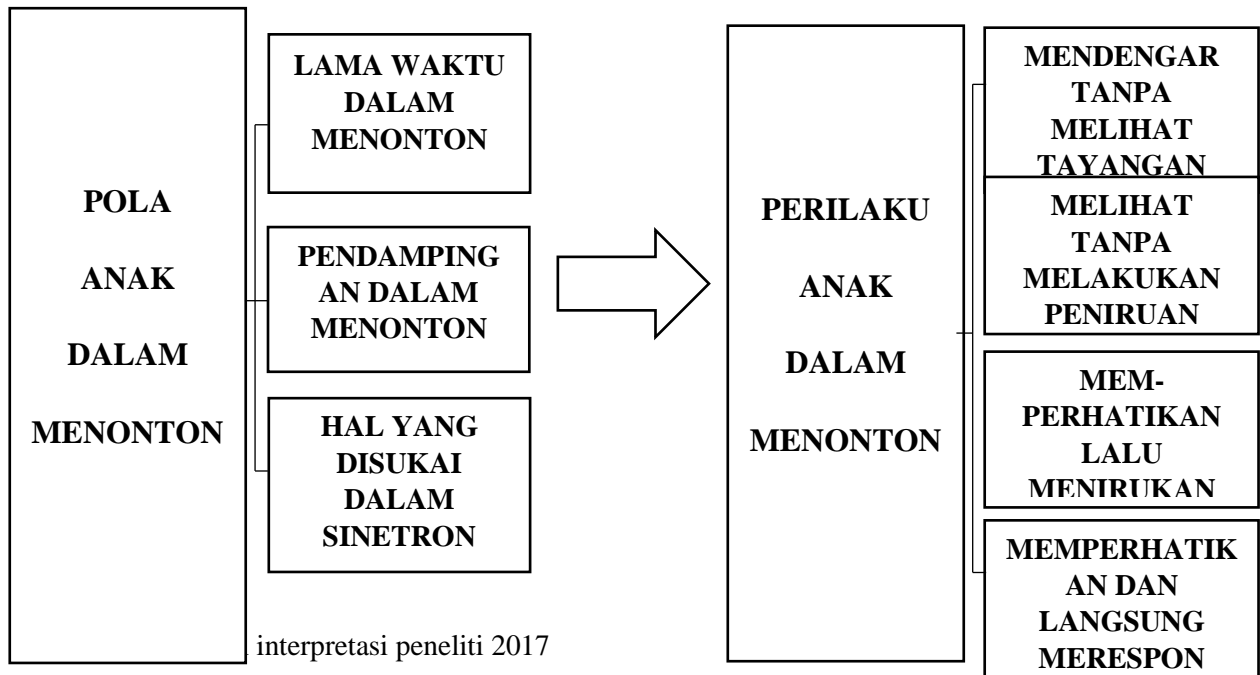 POLA
ANAK
DALAM
MENONTON
LAMA WAKTU
DALAM
MENONTON
PENDAMPING
AN DALAM
MENONTON
HAL YANG
DISUKAI
DALAM
SINETRON
PERILAKU
ANAK
DALAM
MENONTON
MENDENGAR
TANPA
MELIHAT
TAYANGAN
MELIHAT
TANPA
MELAKUKAN
PENIRUAN
MEM-
PERHATIKAN
LALU
MENIRUKAN
MEMPERHATIK
AN DAN
LANGSUNG
MERESPON
interpretasi peneliti 2017